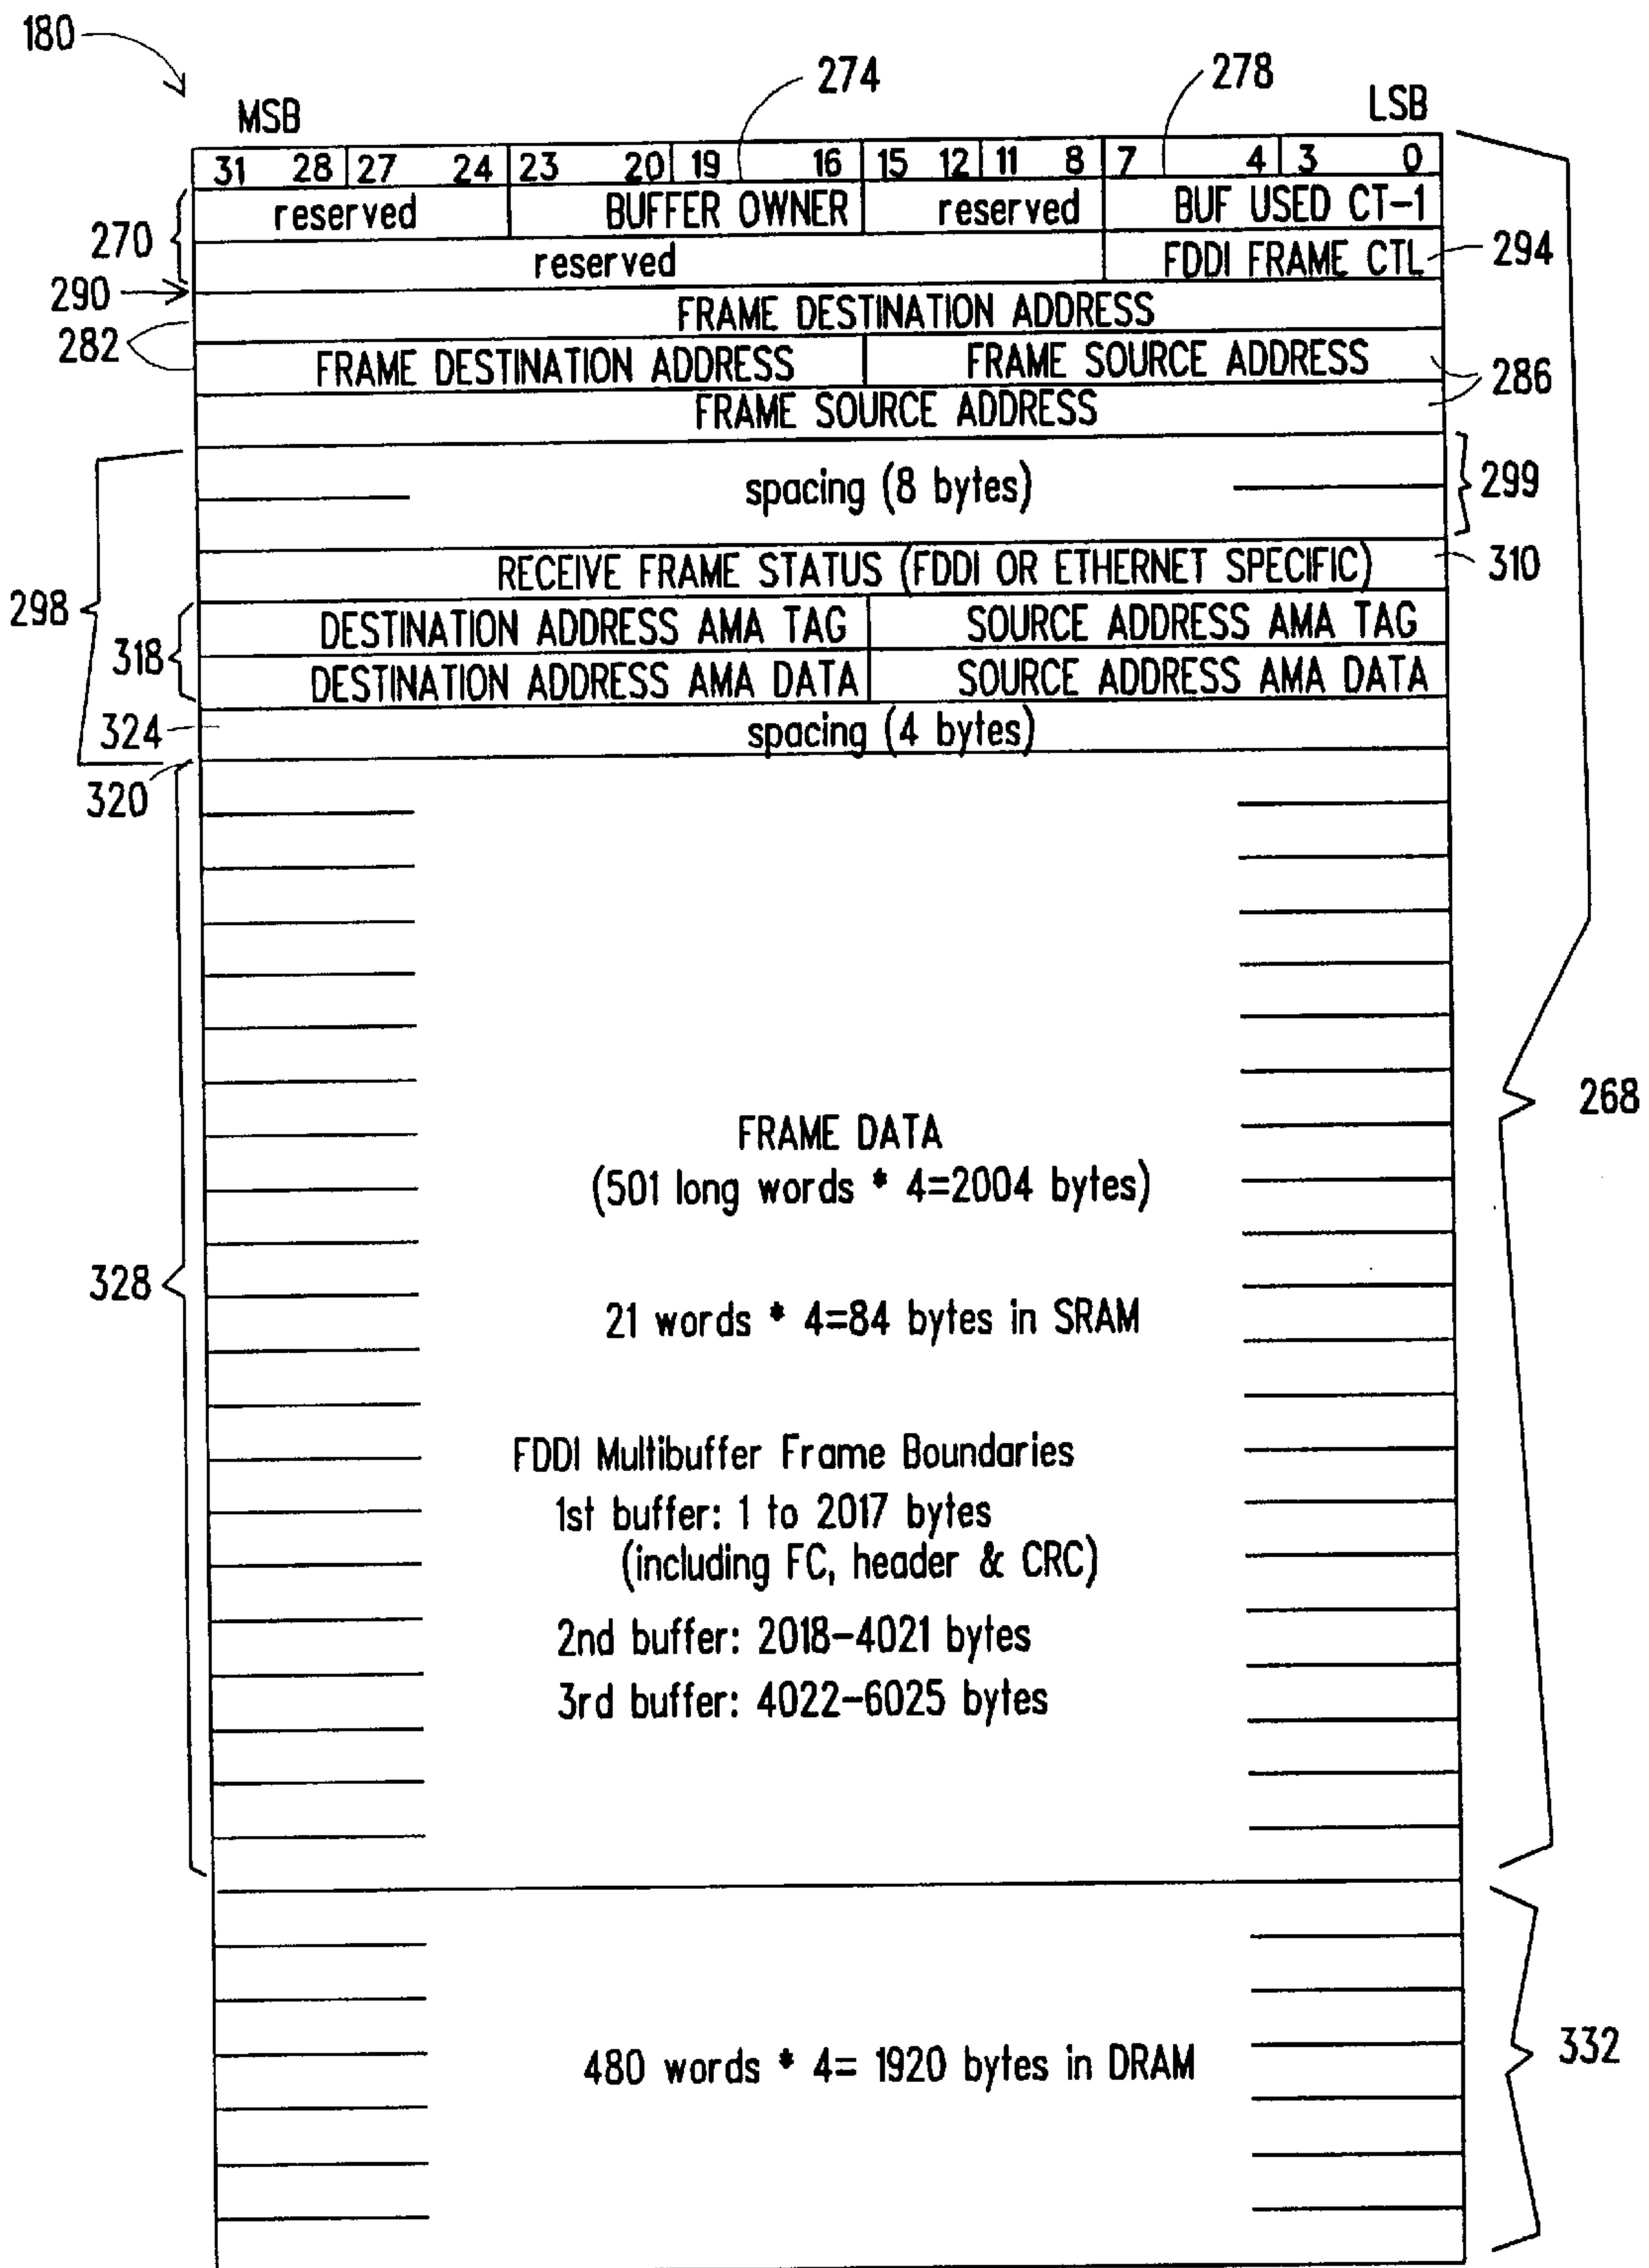 180
274
278
MSB
LSB
31 28 27 24 23 20 19 16 15 12 11 8 7 4 3 0
270
reserved BUFFER OWNER reserved BUF USED CT-1
reserved FDDI FRAME CTL 294
290
FRAME DESTINATION ADDRESS
282
FRAME DESTINATION ADDRESS FRAME SOURCE ADDRESS
286
FRAME SOURCE ADDRESS
spacing (8 bytes) 299
RECEIVE FRAME STATUS (FDDI OR ETHERNET SPECIFIC) 310
298
DESTINATION ADDRESS AMA TAG SOURCE ADDRESS AMA TAG
318
DESTINATION ADDRESS AMA DATA SOURCE ADDRESS AMA DATA
324 spacing (4 bytes)
320
268
FRAME DATA
(501 long words * 4=2004 bytes)
328
21 words * 4=84 bytes in SRAM
FDDI Multibuffer Frame Boundaries
1st buffer: 1 to 2017 bytes
(including FC, header & CRC)
2nd buffer: 2018-4021 bytes
3rd buffer: 4022-6025 bytes
480 words * 4= 1920 bytes in DRAM 332